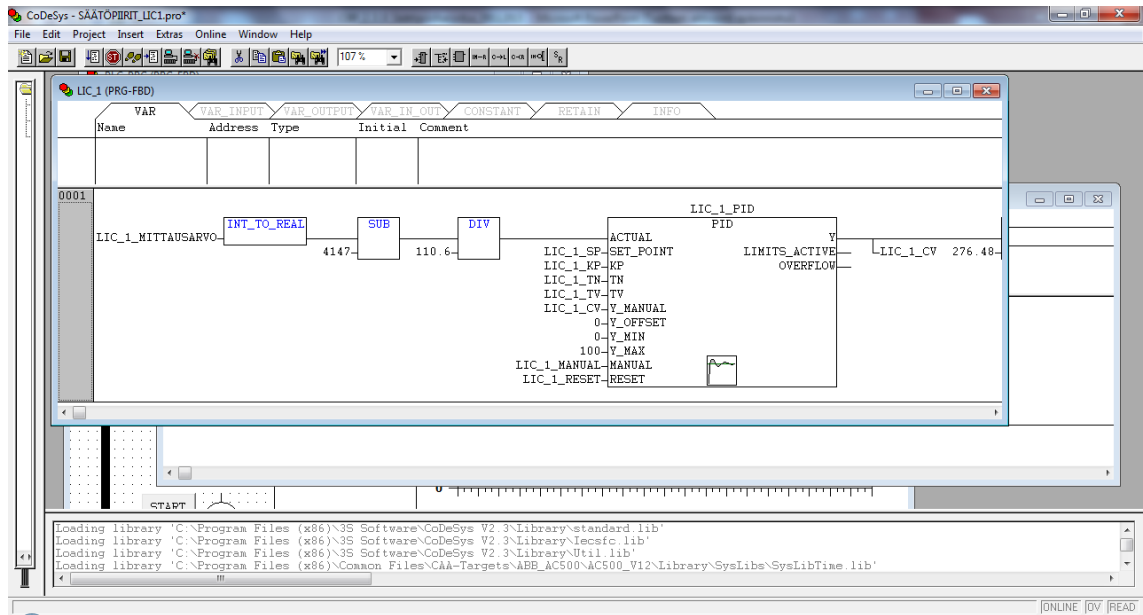 CoDeSys - SÄÄTÖPIIRIT_LIC1.pro*
File Edit Project Insert Extras Online Window Help
107 %
LIC_1 (PRG-FBD)
VAR VAR_INPUT VAR_OUTPUT VAR_IN_OUT CONSTANT RETAIN INFO
Name Address Type Initial Comment
0001
LIC_1_PID
INT_TO_REAL SUB DIV PID
LIC_1_MITTAUSARVO ACTUAL Y
4147 110.6 LIC_1_SP SET_POINT LIMITS_ACTIVE LIC_1_CV 276.48
LIC_1_KP KP OVERFLOW
LIC_1_TN TN
LIC_1_TV TV
LIC_1_CV Y_MANUAL
0 Y_OFFSET
0 Y_MIN
100 Y_MAX
LIC_1_MANUAL MANUAL
LIC_1_RESET RESET
0
START
Loading library 'C:\Program Files (x86)\3S Software\CoDeSys V2.3\Library\standard.lib'
Loading library 'C:\Program Files (x86)\3S Software\CoDeSys V2.3\Library\Iecsfc.lib'
Loading library 'C:\Program Files (x86)\3S Software\CoDeSys V2.3\Library\Util.lib'
Loading library 'C:\Program Files (x86)\Common Files\CAA-Targets\ABB_AC500\AC500_V12\Library\SysLibs\SysLibTime.lib'
ONLINE OV READ